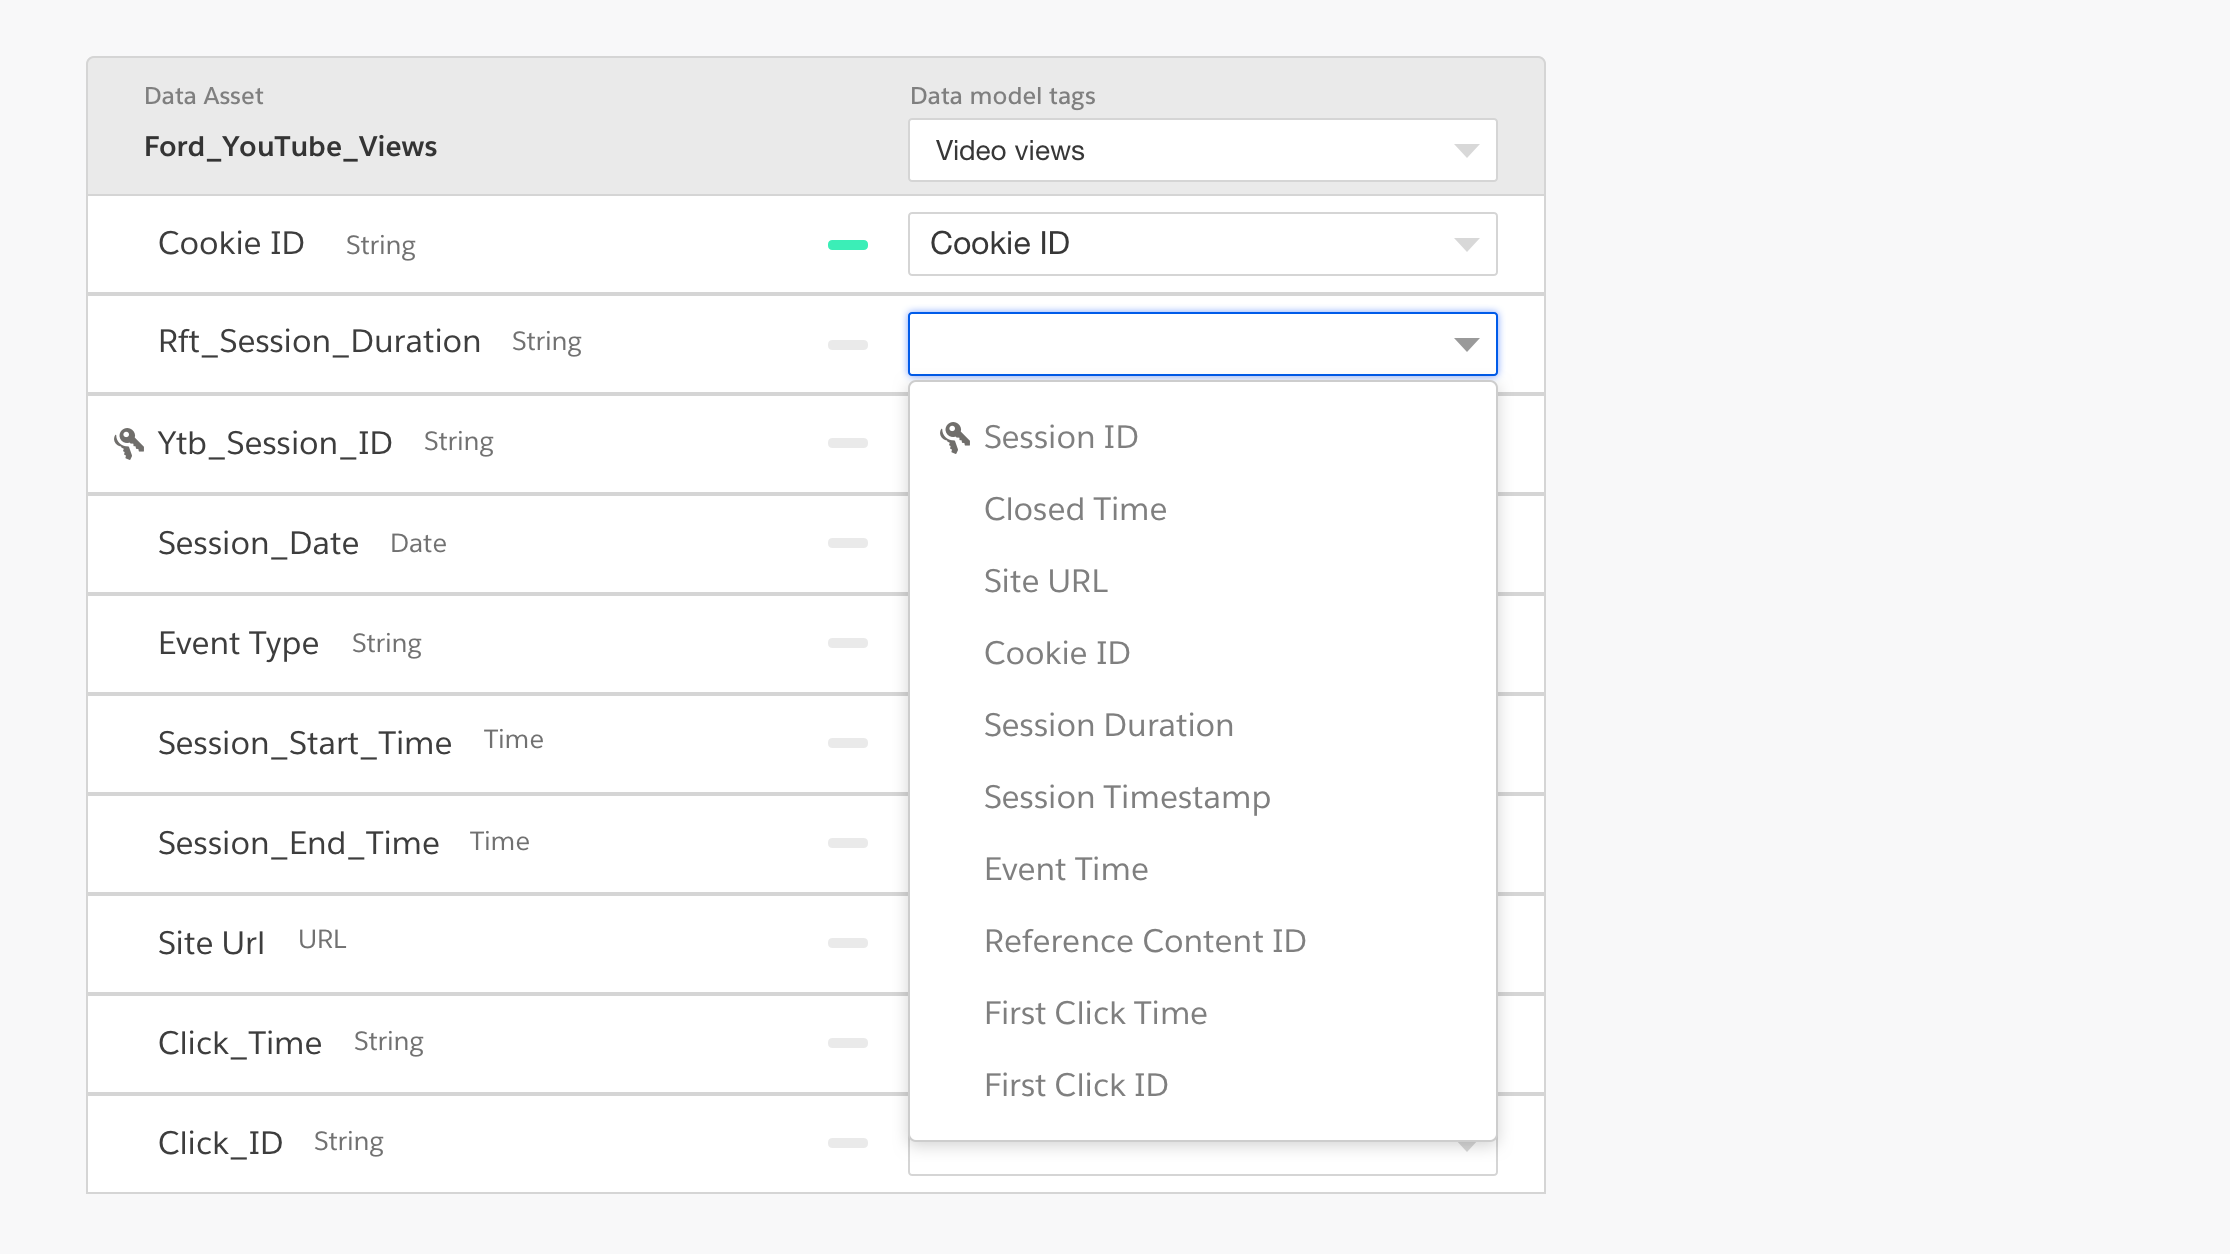 Data Asset
Data model tags
Ford_YouTube_Views
Video views
Cookie ID String
Cookie ID
Rft_Session_Duration String
Ytb_Session_ID String
Session_Date Date
Event Type String
Session_Start_Time Time
Session_End_Time Time
Site Url URL
Click_Time String
Click_ID String
Session ID
Closed Time
Site URL
Cookie ID
Session Duration
Session Timestamp
Event Time
Reference Content ID
First Click Time
First Click ID